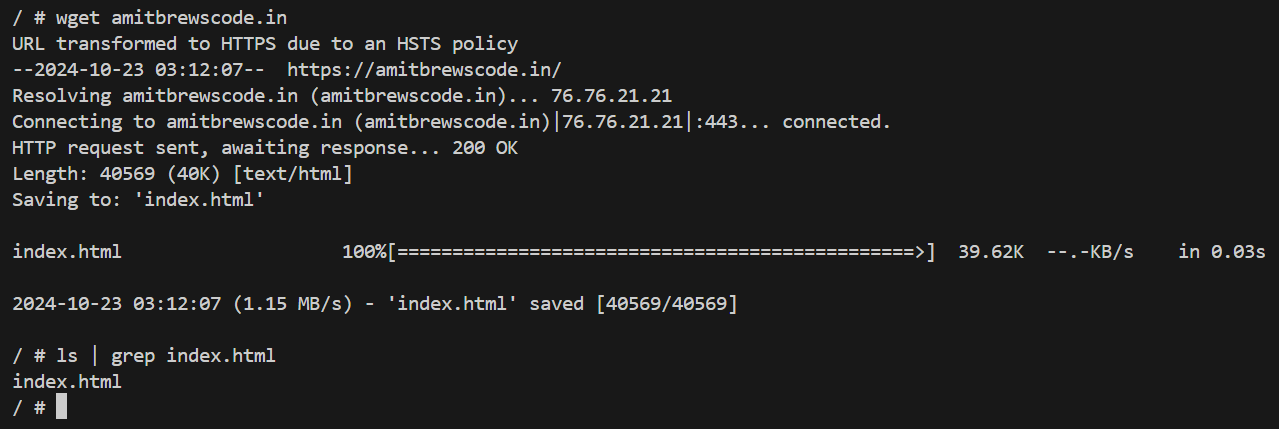 / # wget amitbrewscode.in
URL transformed to HTTPS due to an HSTS policy
--2024-10-23 03:12:07--  https://amitbrewscode.in/
Resolving amitbrewscode.in (amitbrewscode.in)... 76.76.21.21
Connecting to amitbrewscode.in (amitbrewscode.in)|76.76.21.21|:443... connected.
HTTP request sent, awaiting response... 200 OK
Length: 40569 (40K) [text/html]
Saving to: 'index.html'

index.html                    100%[===============================================>]  39.62K  --.-KB/s    in 0.03s

2024-10-23 03:12:07 (1.15 MB/s) - 'index.html' saved [40569/40569]

/ # ls | grep index.html
index.html
/ #